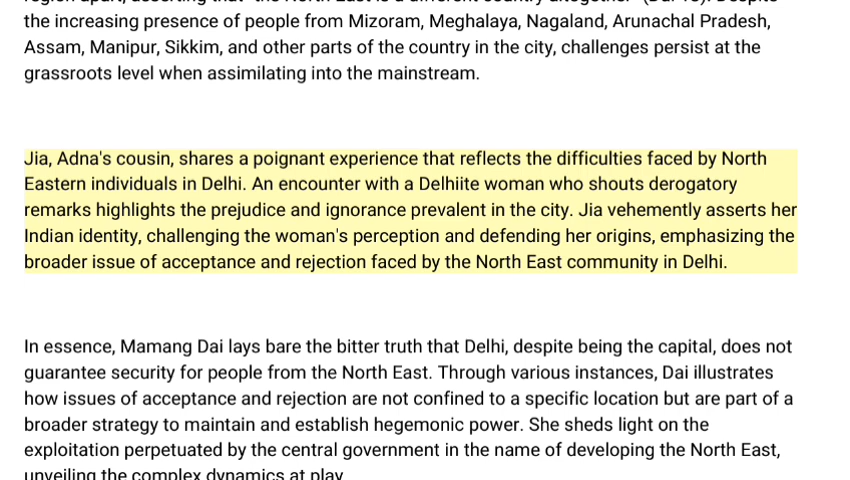 the increasing presence of people from Mizoram, Meghalaya, Nagaland, Arunachal Pradesh,
Assam, Manipur, Sikkim, and other parts of the country in the city, challenges persist at the
grassroots level when assimilating into the mainstream.
Jia, Adna's cousin, shares a poignant experience that reflects the difficulties faced by North
Eastern individuals in Delhi. An encounter with a Delhiite woman who shouts derogatory
remarks highlights the prejudice and ignorance prevalent in the city. Jia vehemently asserts her
Indian identity, challenging the woman's perception and defending her origins, emphasizing the
broader issue of acceptance and rejection faced by the North East community in Delhi.
In essence, Mamang Dai lays bare the bitter truth that Delhi, despite being the capital, does not
guarantee security for people from the North East. Through various instances, Dai illustrates
how issues of acceptance and rejection are not confined to a specific location but are part of a
broader strategy to maintain and establish hegemonic power. She sheds light on the
exploitation perpetuated by the central government in the name of developing the North East,
unveiling the complex dynamics at play